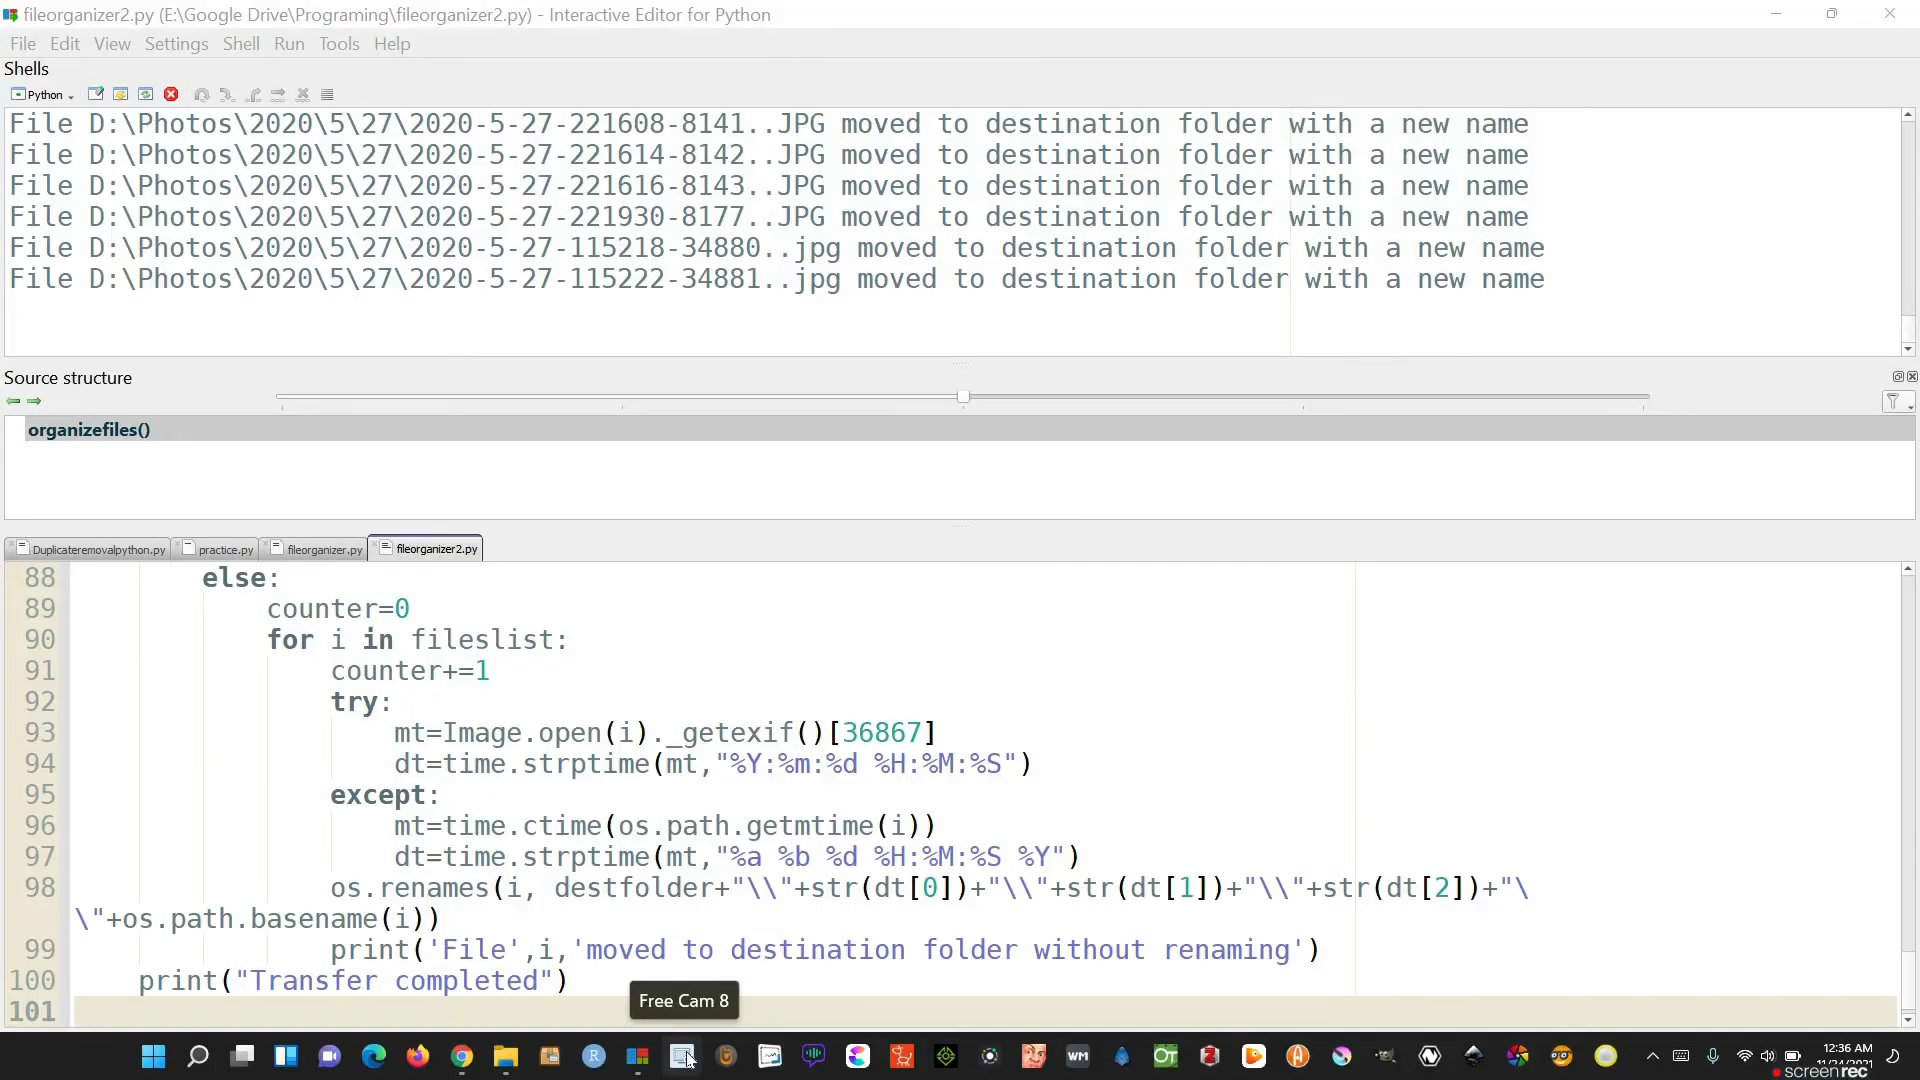 fileorganizer2.py (E:\Google Drive\Programing\fileorganizer2.py) - Interactive Editor for Python
File Edit View Settings Shell Run Tools Help
Shells
Python
File D:\Photos\2020\5\27\2020-5-27-221608-8141..JPG moved to destination folder with a new name
File D:\Photos\2020\5\27\2020-5-27-221614-8142..JPG moved to destination folder with a new name
File D:\Photos\2020\5\27\2020-5-27-221616-8143..JPG moved to destination folder with a new name
File D:\Photos\2020\5\27\2020-5-27-221930-8177..JPG moved to destination folder with a new name
File D:\Photos\2020\5\27\2020-5-27-115218-34880..jpg moved to destination folder with a new name
File D:\Photos\2020\5\27\2020-5-27-115222-34881..jpg moved to destination folder with a new name
Source structure
organizefiles()
Duplicateremovalpython.py practice.py fileorganizer.py fileorganizer2.py
88 else:
89 counter=0
90 for i in fileslist:
91 counter+=1
92 try:
93 mt=Image.open(i)._getexif()[36867]
94 dt=time.strptime(mt,"%Y:%m:%d %H:%M:%S")
95 except:
96 mt=time.ctime(os.path.getmtime(i))
97 dt=time.strptime(mt,"%a %b %d %H:%M:%S %Y")
98 os.renames(i, destfolder+"\\"+str(dt[0])+"\\"+str(dt[1])+"\\"+str(dt[2])+"\
\"+os.path.basename(i))
99 print('File',i,'moved to destination folder without renaming')
100 print("Transfer completed")
101
Free Cam 8
WM
12:36 AM
screenrec